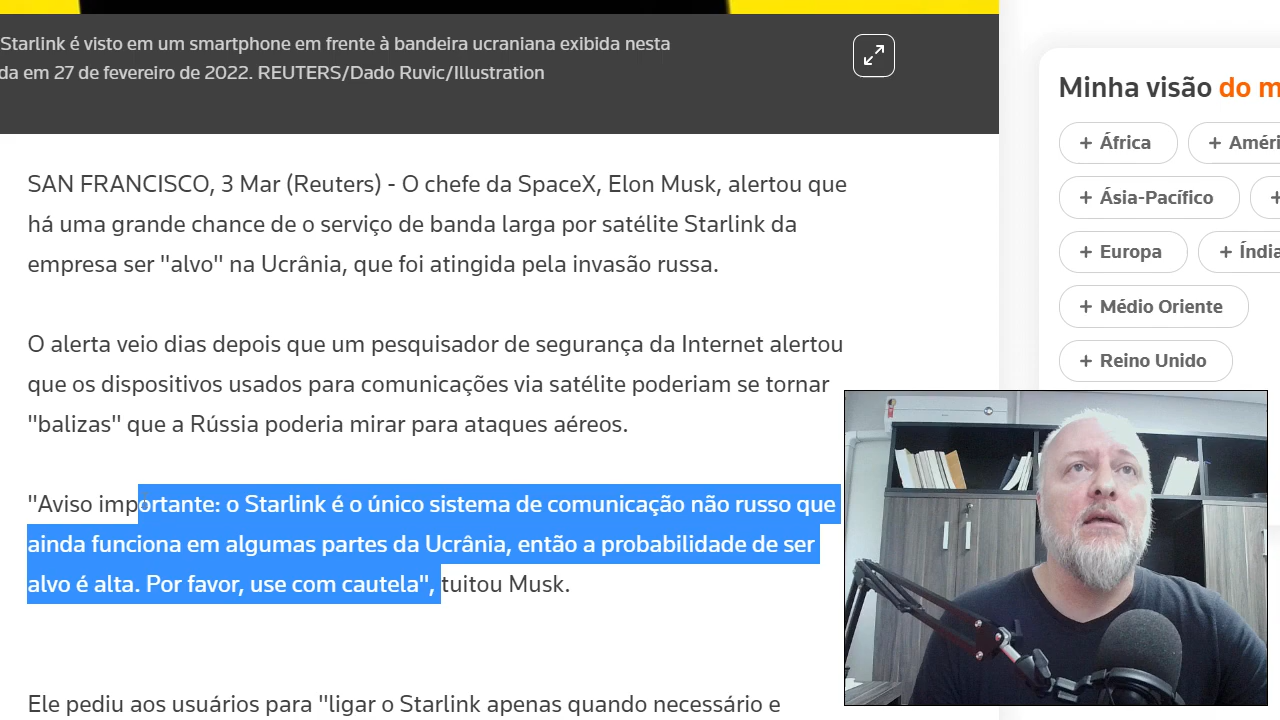 Starlink é visto em um smartphone em frente à bandeira ucraniana exibida nesta
da em 27 de fevereiro de 2022. REUTERS/Dado Ruvic/Illustration
SAN FRANCISCO, 3 Mar (Reuters) - O chefe da SpaceX, Elon Musk, alertou que
há uma grande chance de o serviço de banda larga por satélite Starlink da
empresa ser "alvo" na Ucrânia, que foi atingida pela invasão russa.
O alerta veio dias depois que um pesquisador de segurança da Internet alertou
que os dispositivos usados para comunicações via satélite poderiam se tornar
"balizas" que a Rússia poderia mirar para ataques aéreos.
"Aviso importante: o Starlink é o único sistema de comunicação não russo que
ainda funciona em algumas partes da Ucrânia, então a probabilidade de ser
alvo é alta. Por favor, use com cautela", tuitou Musk.
Ele pediu aos usuários para "ligar o Starlink apenas quando necessário e
Minha visão do m
+ África
+ Améri
+ Ásia-Pacífico
+
+ Europa
+ Índia
+ Médio Oriente
+ Reino Unido